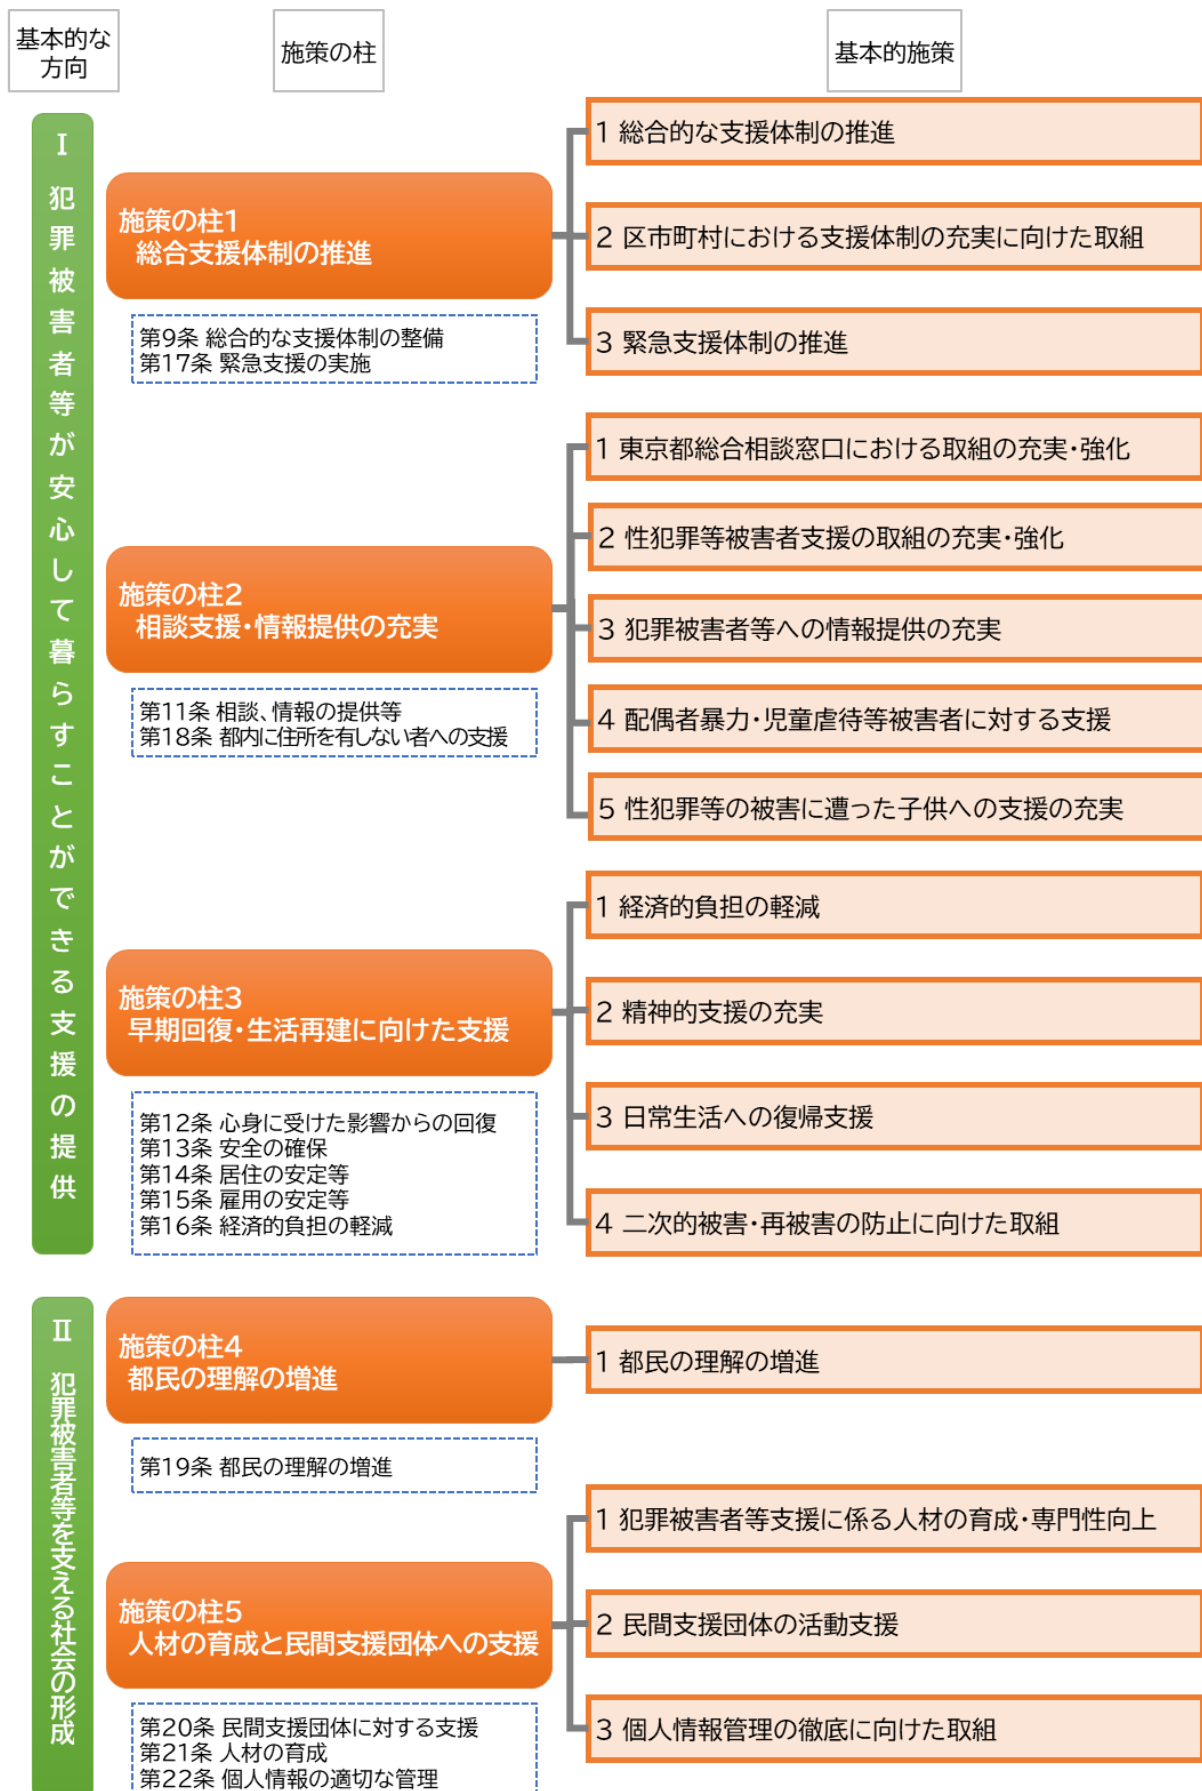 基本的な
方向
施策の柱
基本的施策
Ⅰ 犯罪被害者等が安心して暮らすことができる支援の提供
施策の柱1
総合支援体制の推進
第9条 総合的な支援体制の整備
第17条 緊急支援の実施
1 総合的な支援体制の推進
2 区市町村における支援体制の充実に向けた取組
3 緊急支援体制の推進
施策の柱2
相談支援・情報提供の充実
第11条 相談、情報の提供等
第18条 都内に住所を有しない者への支援
1 東京都総合相談窓口における取組の充実・強化
2 性犯罪等被害者支援の取組の充実・強化
3 犯罪被害者等への情報提供の充実
4 配偶者暴力・児童虐待等被害者に対する支援
5 性犯罪等の被害に遭った子供への支援の充実
施策の柱3
早期回復・生活再建に向けた支援
第12条 心身に受けた影響からの回復
第13条 安全の確保
第14条 居住の安定等
第15条 雇用の安定等
第16条 経済的負担の軽減
1 経済的負担の軽減
2 精神的支援の充実
3 日常生活への復帰支援
4 二次的被害・再被害の防止に向けた取組
Ⅱ 犯罪被害者等を支える社会の形成
施策の柱4
都民の理解の増進
第19条 都民の理解の増進
1 都民の理解の増進
施策の柱5
人材の育成と民間支援団体への支援
第20条 民間支援団体に対する支援
第21条 人材の育成
第22条 個人情報の適切な管理
1 犯罪被害者等支援に係る人材の育成・専門性向上
2 民間支援団体の活動支援
3 個人情報管理の徹底に向けた取組